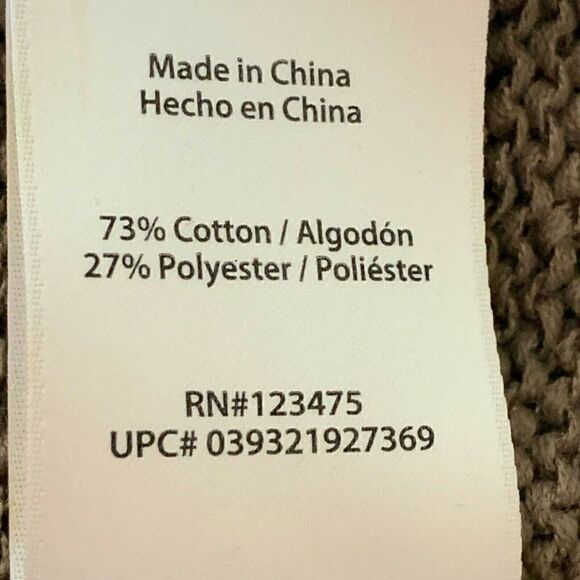 Made in China
Hecho en China
73% Cotton / Algodón
27% Polyester / Poliéster
RN#123475
UPC# 039321927369